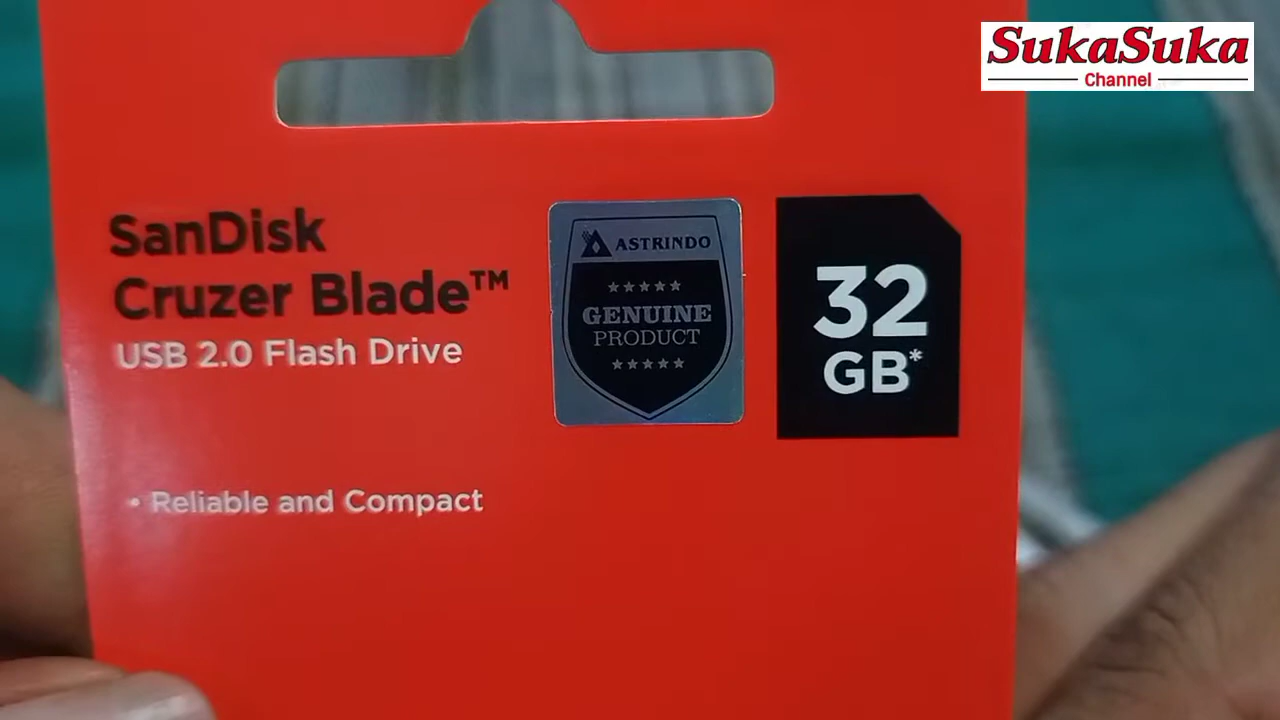 SukaSuka
Channel
SanDisk
Cruzer Blade™
USB 2.0 Flash Drive
ASTRINDO
GENUINE
PRODUCT
32
GB*
• Reliable and Compact